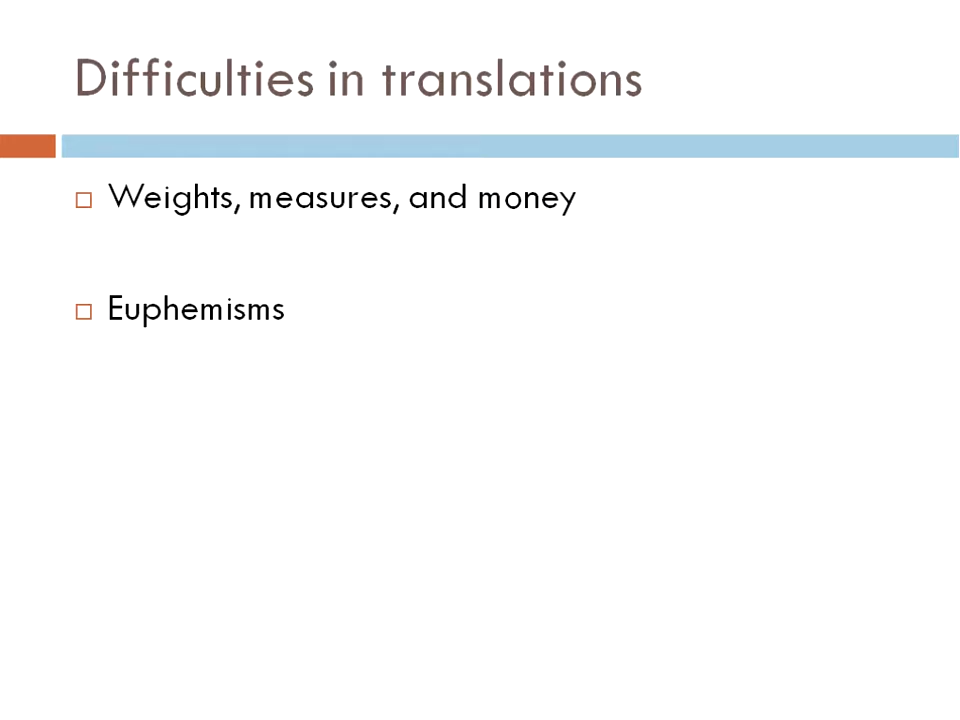 Difficulties in translations
Weights, measures, and money
Euphemisms